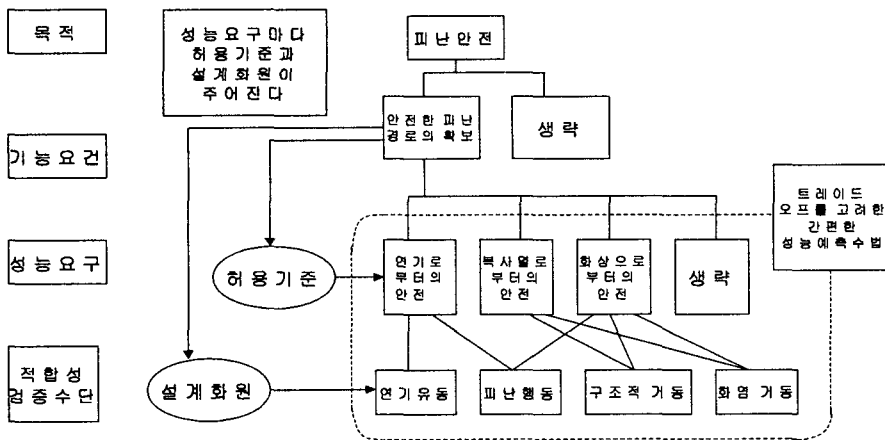 목적
성능요구마다
허용기준과
설계화원이
주어진다
피난안전
안전한 피난
경로의 확보
생략
기능요건
트레이드
오프를 고려한
간편한
성능예측수법
성능요구
허용기준
연기로
부터의
안전
복사열로
부터의
안전
화상으로
부터의
안전
생략
적합성
검증수단
설계화원
연기유동
피난행동
구조적 거동
화염 거동